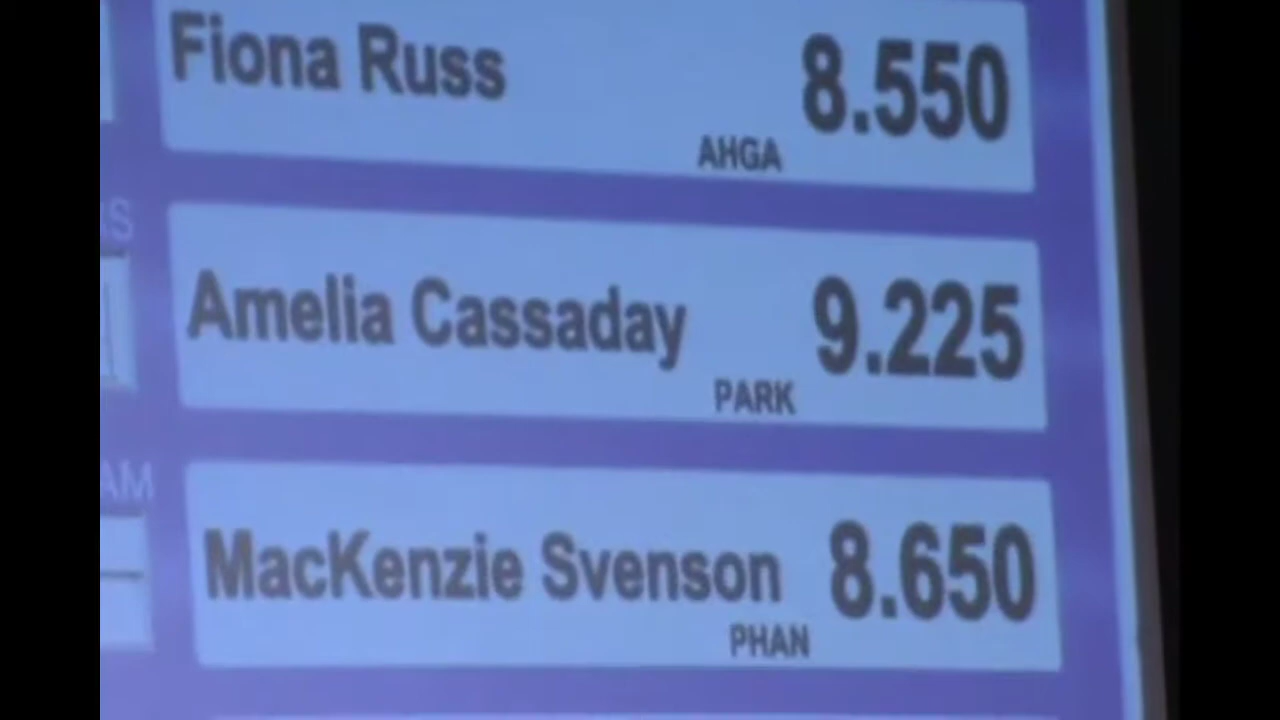 Fiona Russ
8.550
AHGA
Amelia Cassaday
9.225
PARK
MacKenzie Svenson
8.650
PHAN